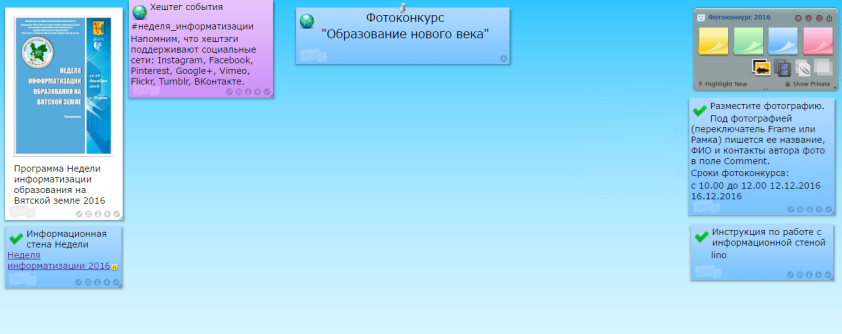 НЕДЕЛЯ
ИНФОРМАТИЗАЦИИ
ОБРАЗОВАНИЯ НА
ВЯТСКОЙ ЗЕМЛЕ
Программа Недели
информатизации
образования на
Вятской земле 2016
Информационная
стена Недели
Неделя
информатизации 2016
Хештег события
#неделя_информатизации
Напомним, что хештэги
поддерживают социальные
сети: Instagram, Facebook,
Pinterest, Google+, Vimeo,
Flickr, Tumblr, ВКонтакте.
Фотоконкурс
"Образование нового века"
Фотоконкурс 2016
Highlight New
Show Private
Разместите фотографию.
Под фотографией
(переключатель Frame или
Рамка) пишется ее название,
ФИО и контакты автора фото
в поле Comment.
Сроки фотоконкурса:
с 10.00 до 12.00 12.12.2016
16.12.2016
Инструкция по работе с
информационной стеной
lino